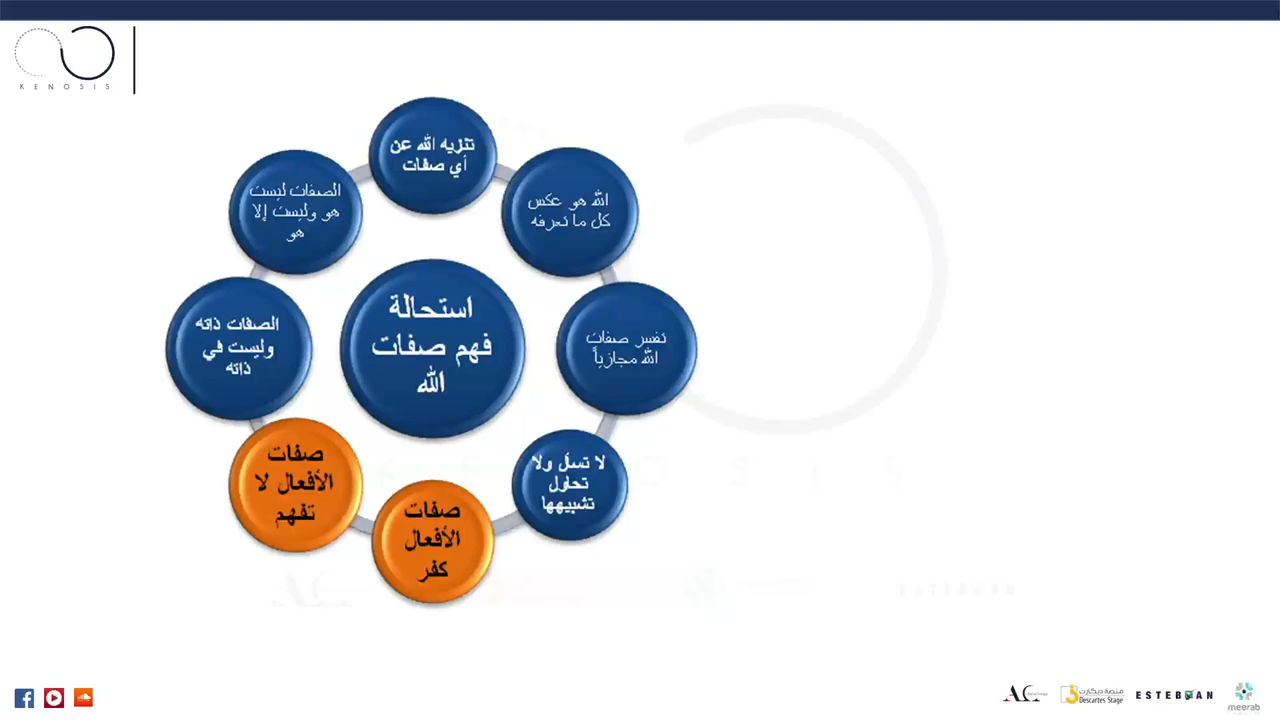 KENOSIS
تنزيه الله عن
أي صفات
الله هو عكس
كل ما نعرفه
تفسر صفات
الله مجازياً
لا تسأل ولا
تحاول
تشبيهها
صفات
الأفعال
كفر
صفات
الأفعال لا
تفهم
الصفات ذاته
وليست في
ذاته
الصفات ليست
هو وليست إلا
هو
استحالة
فهم صفات
الله
AC
منصة ديكارت
Descartes Stage
ESTEBUAN
meerab